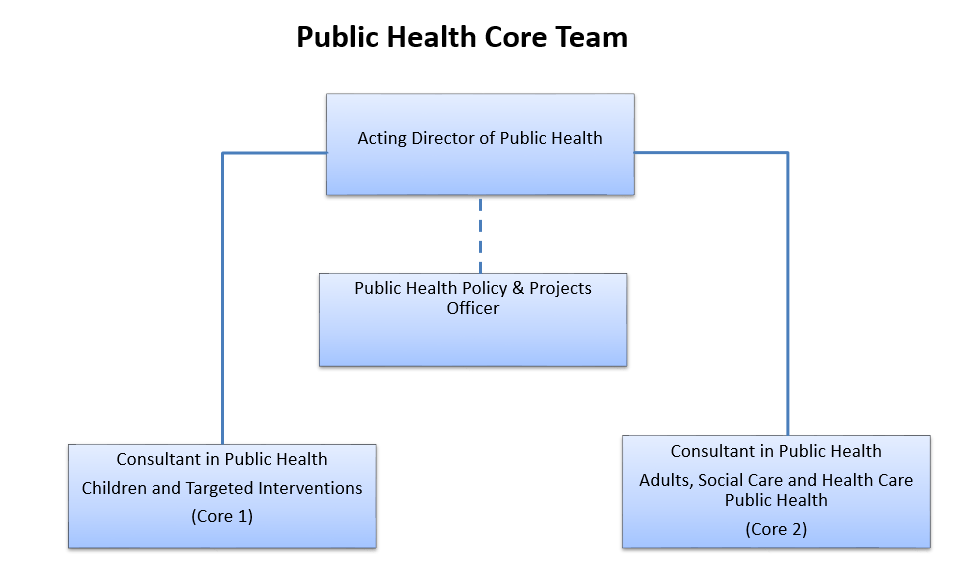 Public Health Core Team
Acting Director of Public Health
Public Health Policy & Projects
Officer
Consultant in Public Health
Children and Targeted Interventions
(Core 1)
Consultant in Public Health
Adults, Social Care and Health Care
Public Health
(Core 2)